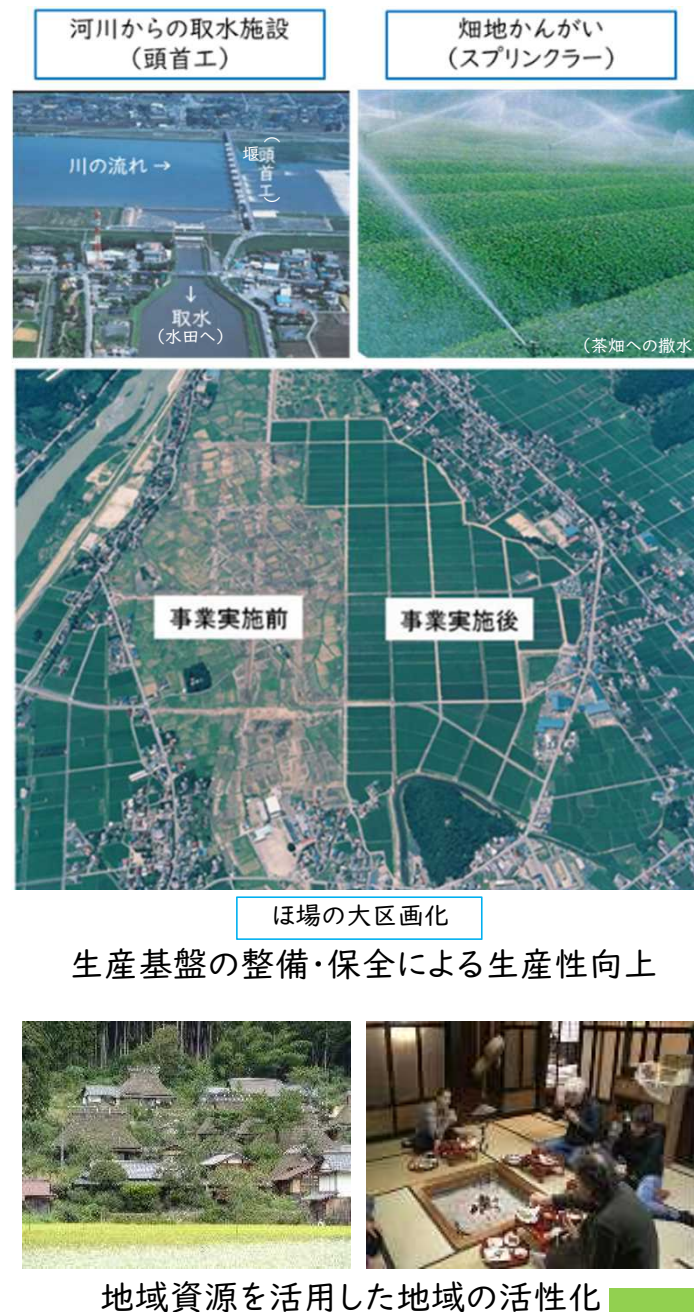 河川からの取水施設
（頭首工）
畑地かんがい
（スプリンクラー）
川の流れ →
堰（頭首工）
↓
取水
（水田へ）
（茶畑への撒水
事業実施前
事業実施後
ほ場の大区画化
生産基盤の整備・保全による生産性向上
地域資源を活用した地域の活性化